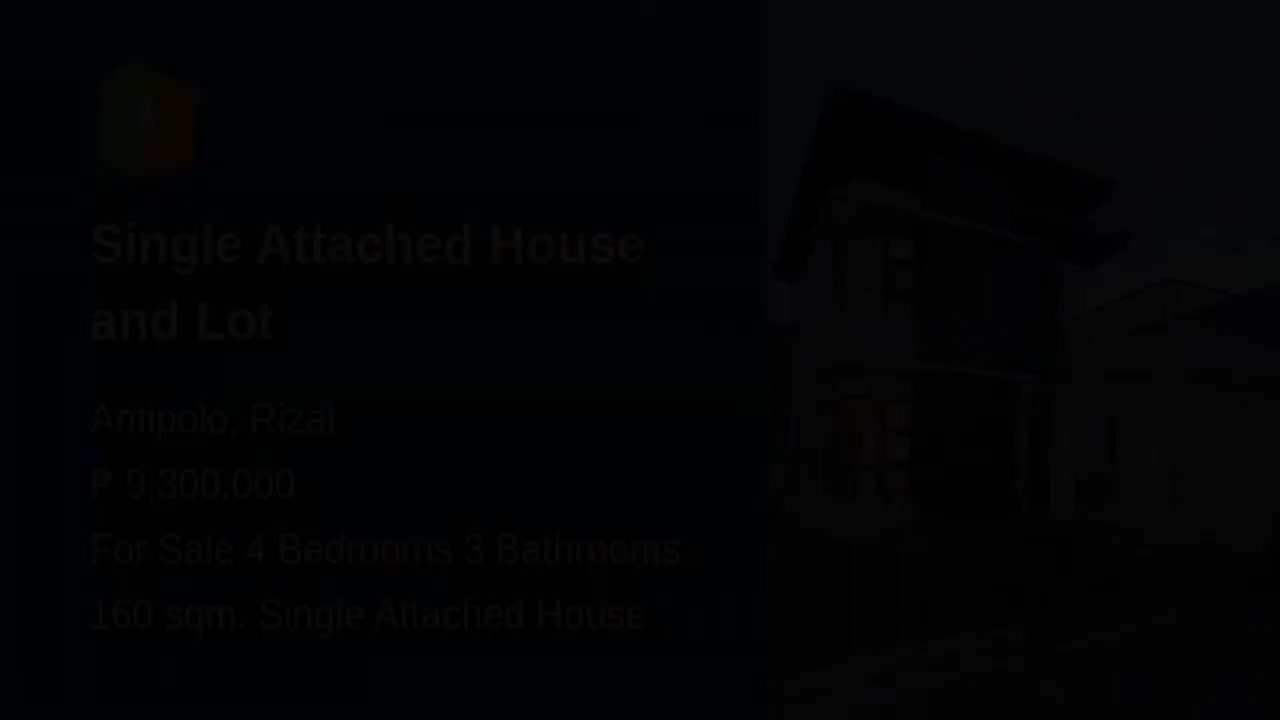 Single Attached House
and Lot
Antipolo, Rizal
₱ 9,300,000
For Sale 4 Bedrooms 3 Bathrooms
160 sqm. Single Attached House